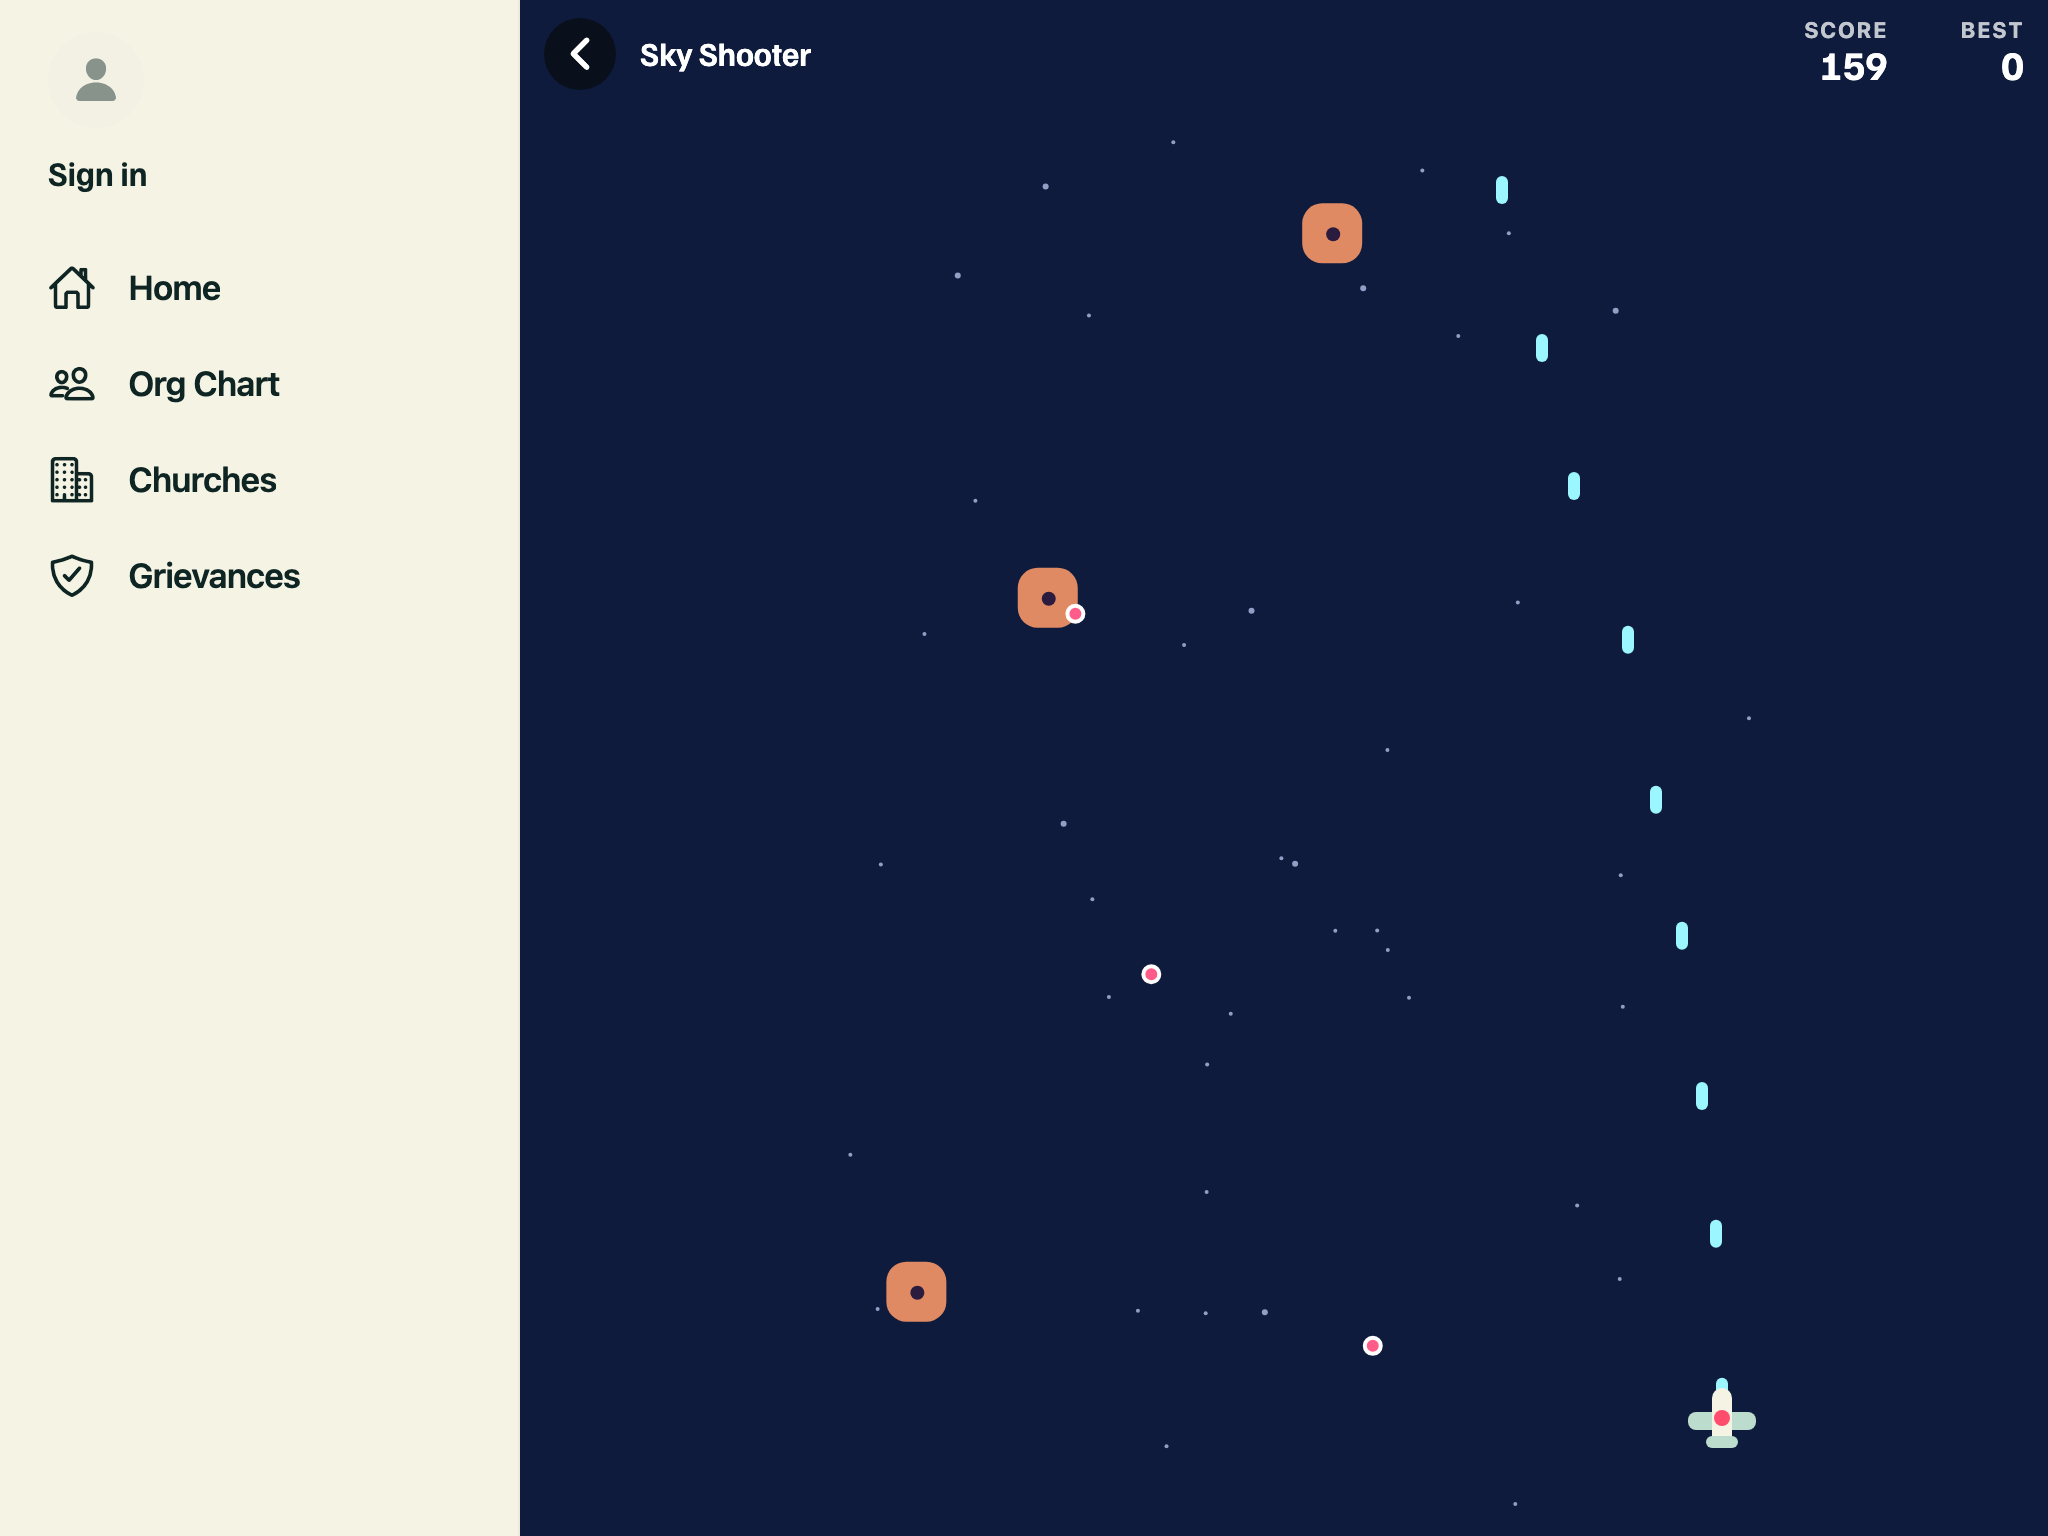 Sign in
Home
Org Chart
Churches
Grievances
Sky Shooter
SCORE
159
BEST
0